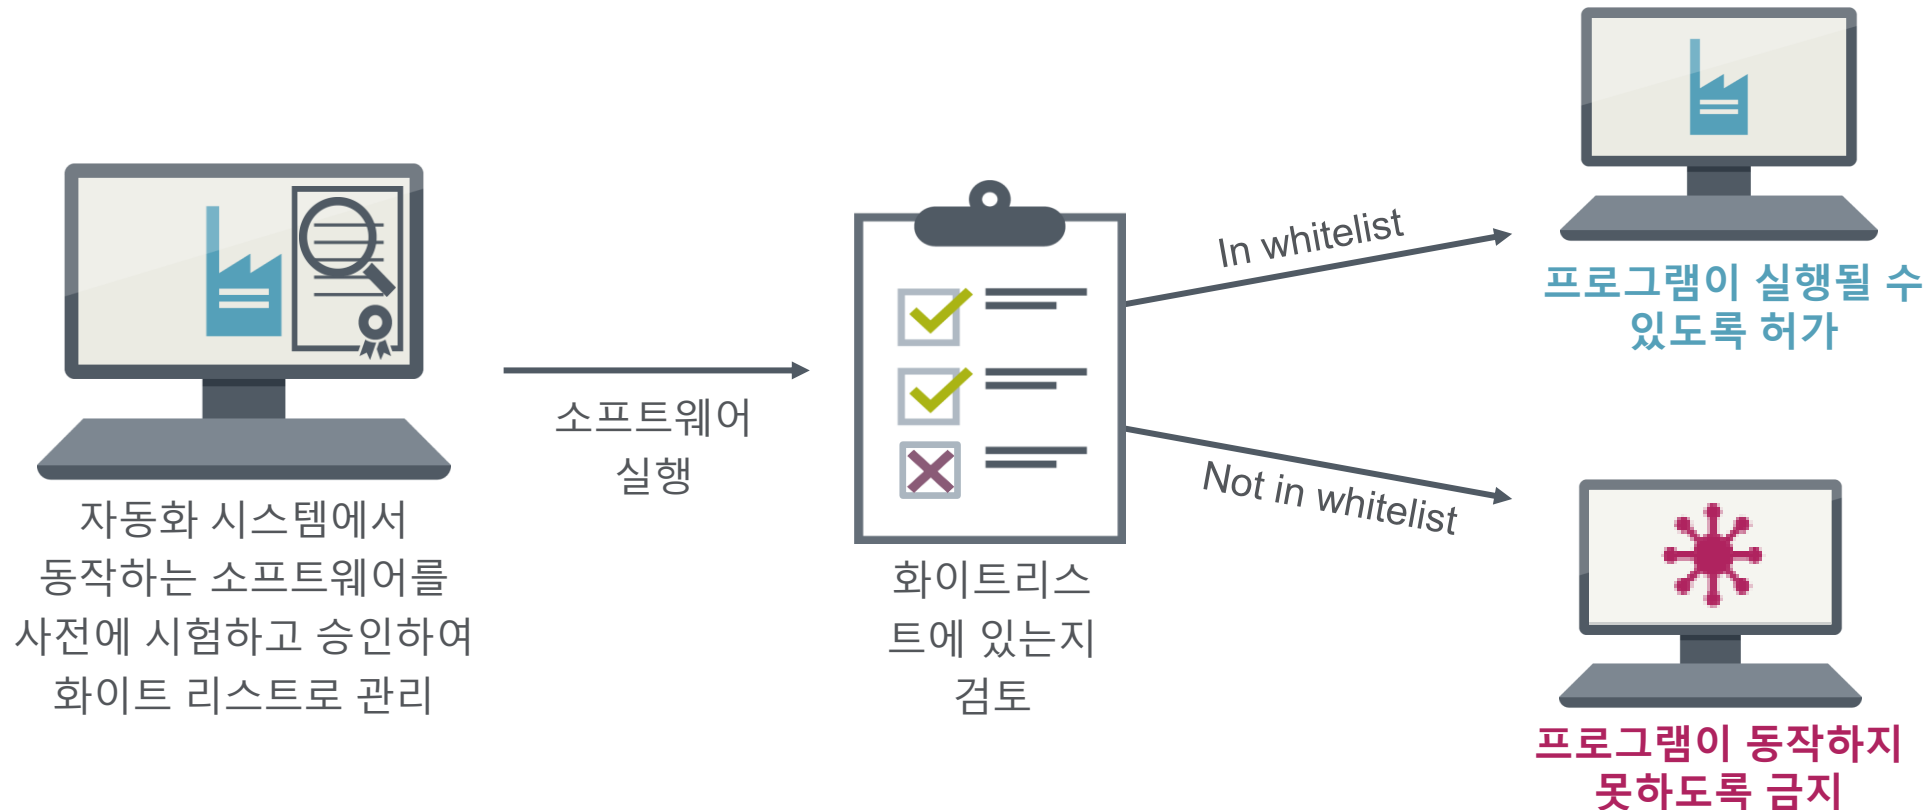 자동화 시스템에서
동작하는 소프트웨어를
사전에 시험하고 승인하여
화이트 리스트로 관리
소프트웨어
실행
화이트리스
트에 있는지
검토
In whitelist
Not in whitelist
프로그램이 실행될 수
있도록 허가
프로그램이 동작하지
못하도록 금지